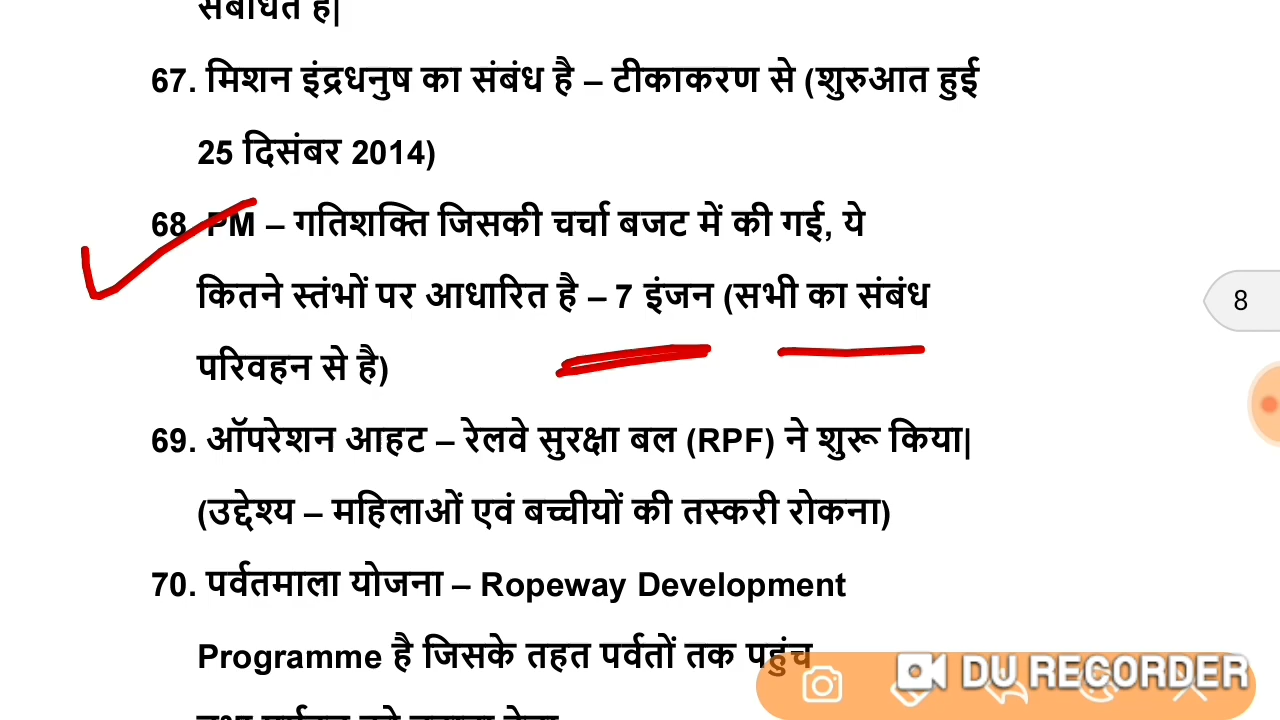 संबंधित है|
67. मिशन इंद्रधनुष का संबंध है – टीकाकरण से (शुरुआत हुई
25 दिसंबर 2014)
68. PM – गतिशक्ति जिसकी चर्चा बजट में की गई, ये
कितने स्तंभों पर आधारित है – 7 इंजन (सभी का संबंध
परिवहन से है)
8
69. ऑपरेशन आहट – रेलवे सुरक्षा बल (RPF) ने शुरू किया|
(उद्देश्य – महिलाओं एवं बच्चीयों की तस्करी रोकना)
70. पर्वतमाला योजना – Ropeway Development
Programme है जिसके तहत पर्वतों तक पहुंच
DU RECORDER